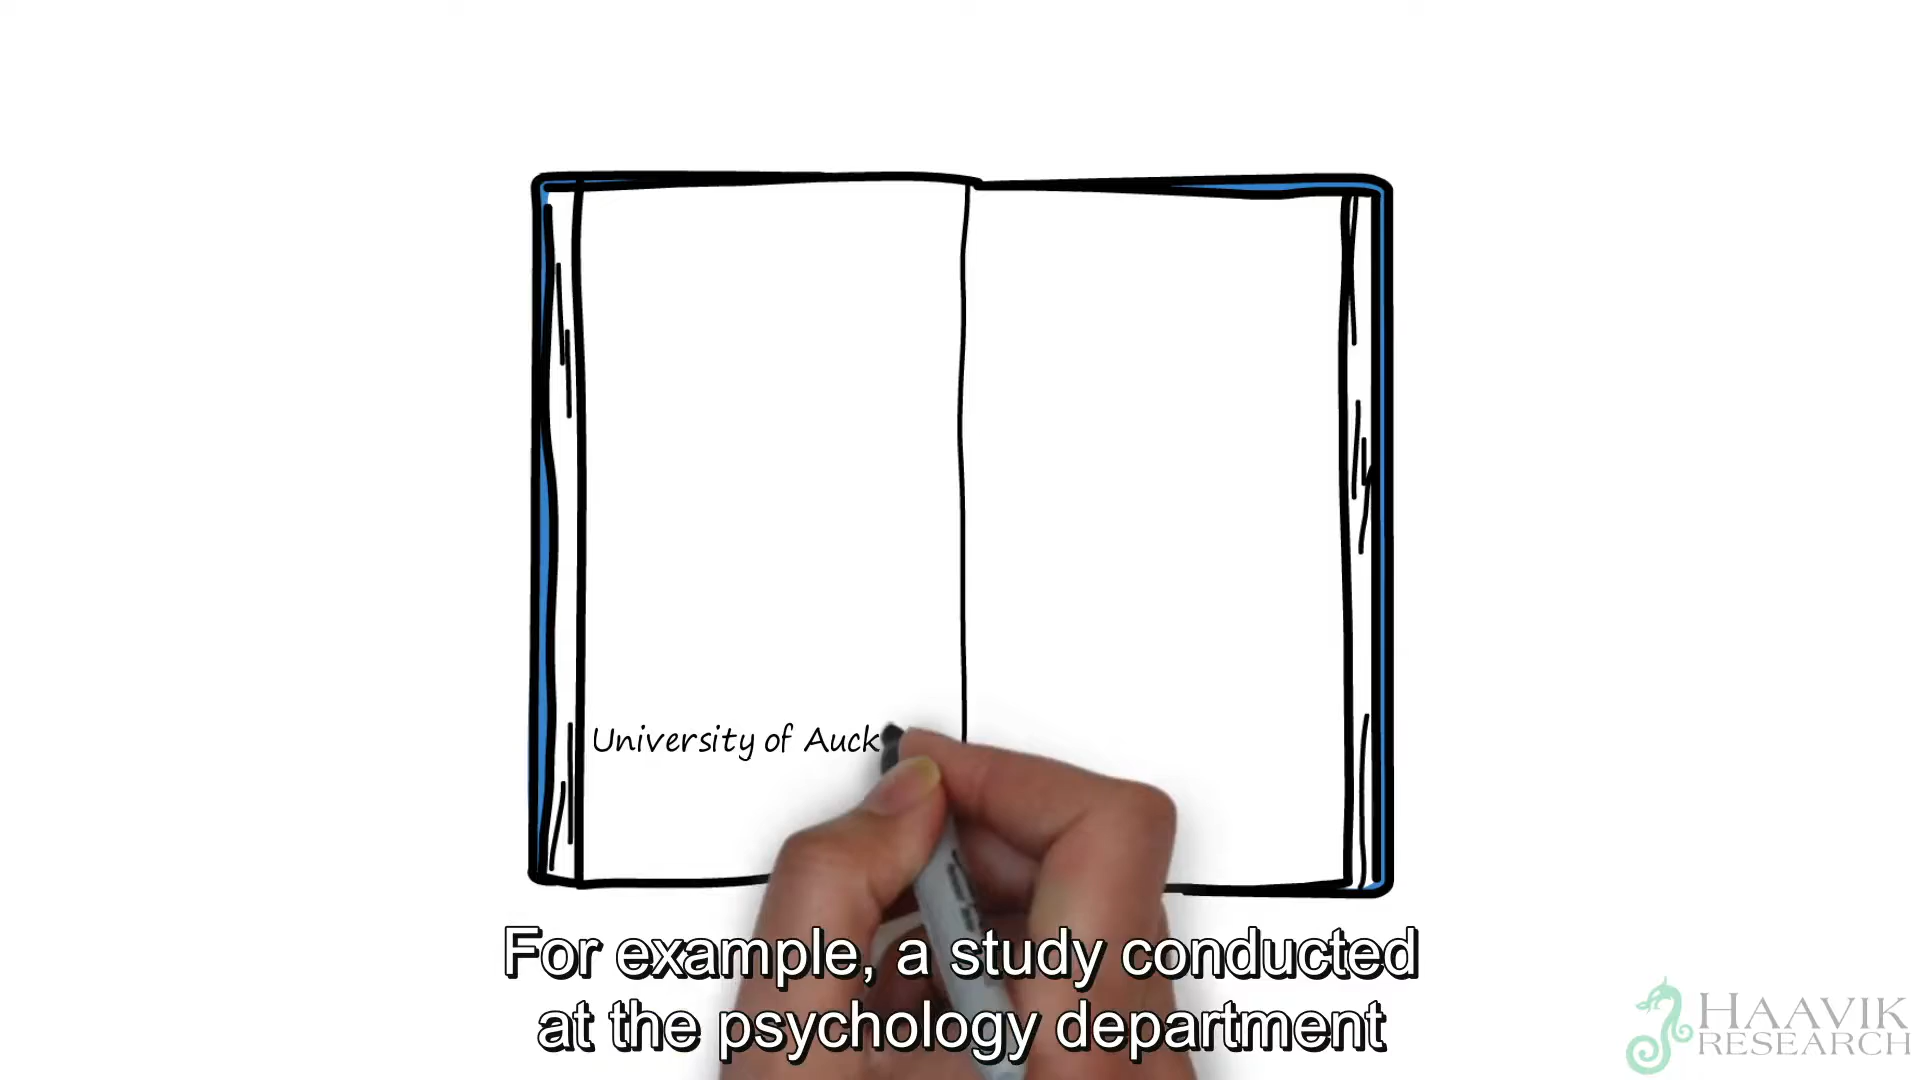 University of Auck
For example, a study conducted
at the psychology department
HAAVIK
RESEARCH